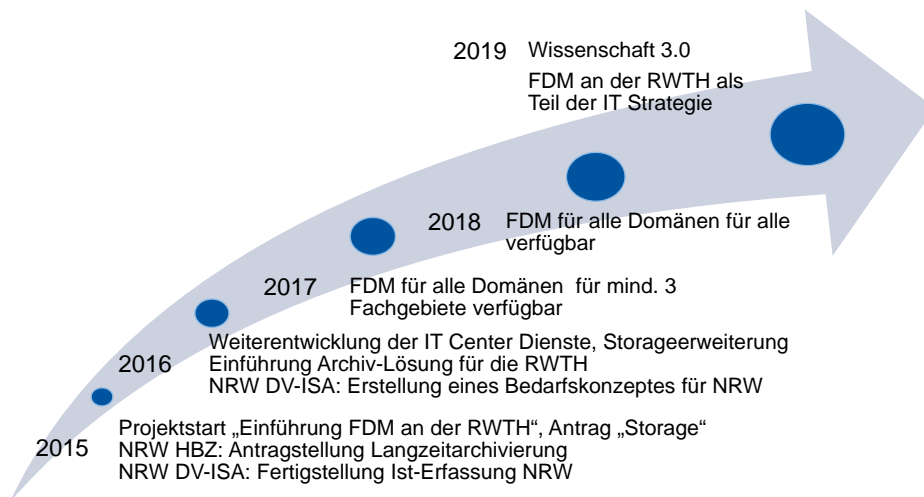 2019 Wissenschaft 3.0
FDM an der RWTH als
Teil der IT Strategie
2018 FDM für alle Domänen für alle
verfügbar
2017 FDM für alle Domänen für mind. 3
Fachgebiete verfügbar
Weiterentwicklung der IT Center Dienste, Storageerweiterung
2016 Einführung Archiv-Lösung für die RWTH
NRW DV-ISA: Erstellung eines Bedarfskonzeptes für NRW
Projektstart „Einführung FDM an der RWTH“, Antrag „Storage“
2015 NRW HBZ: Antragstellung Langzeitarchivierung
NRW DV-ISA: Fertigstellung Ist-Erfassung NRW